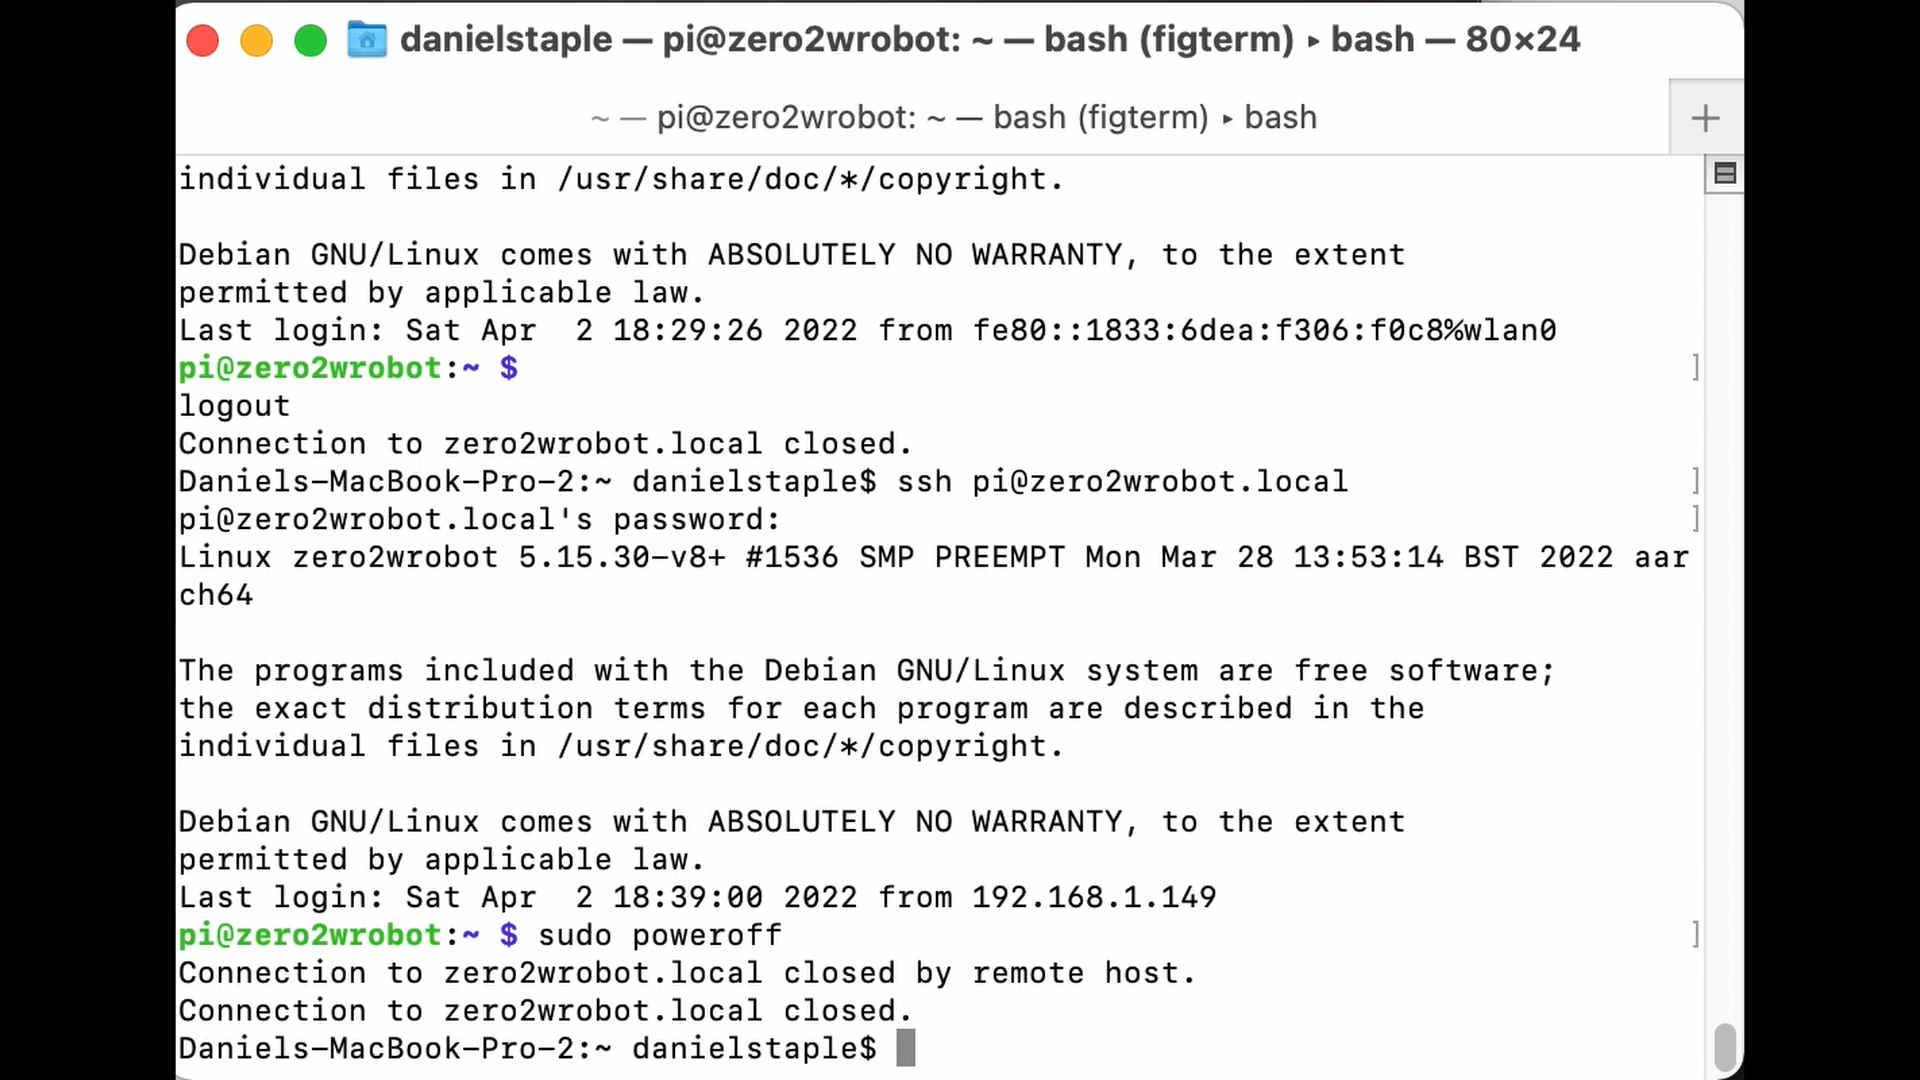 danielstaple — pi@zero2wrobot: ~ — bash (figterm) ▸ bash — 80×24
~ — pi@zero2wrobot: ~ — bash (figterm) ▸ bash
individual files in /usr/share/doc/*/copyright.
Debian GNU/Linux comes with ABSOLUTELY NO WARRANTY, to the extent
permitted by applicable law.
Last login: Sat Apr  2 18:29:26 2022 from fe80::1833:6dea:f306:f0c8%wlan0
pi@zero2wrobot:~ $
logout
Connection to zero2wrobot.local closed.
Daniels-MacBook-Pro-2:~ danielstaple$ ssh pi@zero2wrobot.local
pi@zero2wrobot.local's password:
Linux zero2wrobot 5.15.30-v8+ #1536 SMP PREEMPT Mon Mar 28 13:53:14 BST 2022 aar
ch64
The programs included with the Debian GNU/Linux system are free software;
the exact distribution terms for each program are described in the
individual files in /usr/share/doc/*/copyright.
Debian GNU/Linux comes with ABSOLUTELY NO WARRANTY, to the extent
permitted by applicable law.
Last login: Sat Apr  2 18:39:00 2022 from 192.168.1.149
pi@zero2wrobot:~ $ sudo poweroff
Connection to zero2wrobot.local closed by remote host.
Connection to zero2wrobot.local closed.
Daniels-MacBook-Pro-2:~ danielstaple$